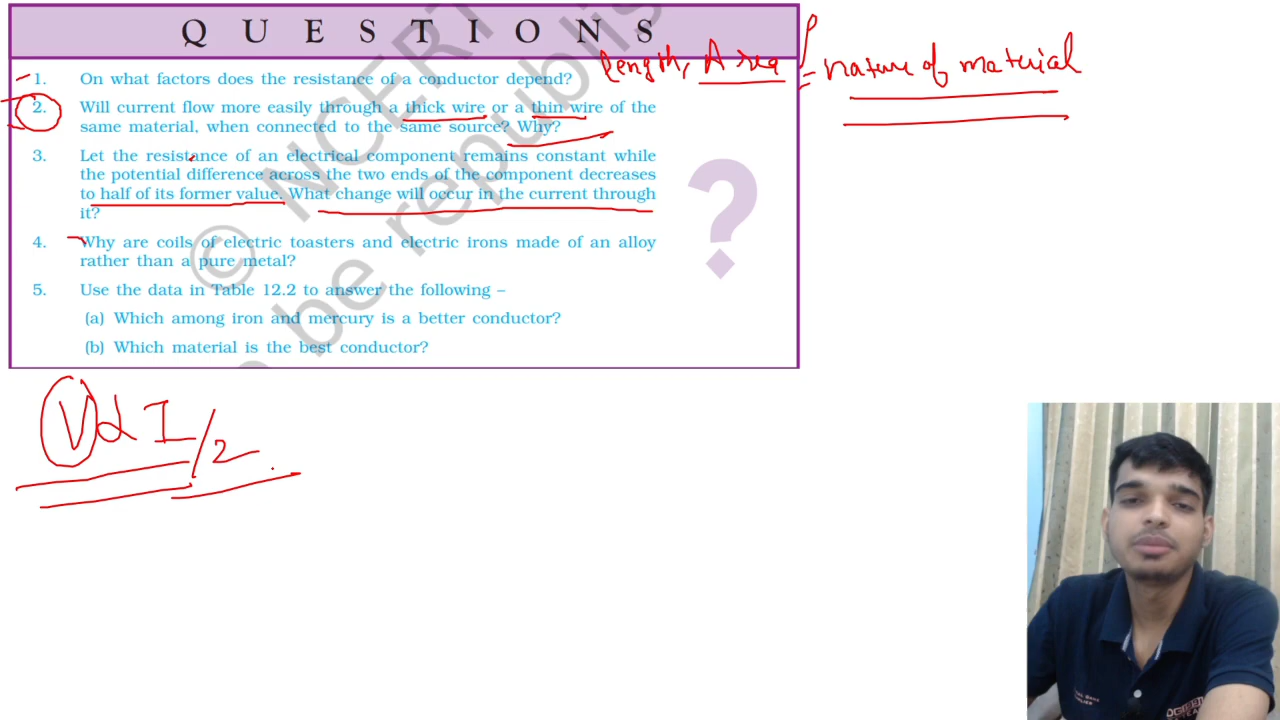 Q U E S T I O N S
length, Area ρ = nature of material
1. On what factors does the resistance of a conductor depend?
2. Will current flow more easily through a thick wire or a thin wire of the
same material, when connected to the same source? Why?
3. Let the resistance of an electrical component remains constant while
the potential difference across the two ends of the component decreases
to half of its former value. What change will occur in the current through
it?
4. Why are coils of electric toasters and electric irons made of an alloy
rather than a pure metal?
5. Use the data in Table 12.2 to answer the following –
(a) Which among iron and mercury is a better conductor?
(b) Which material is the best conductor?
?
© NCERT
be republis
V α I/2